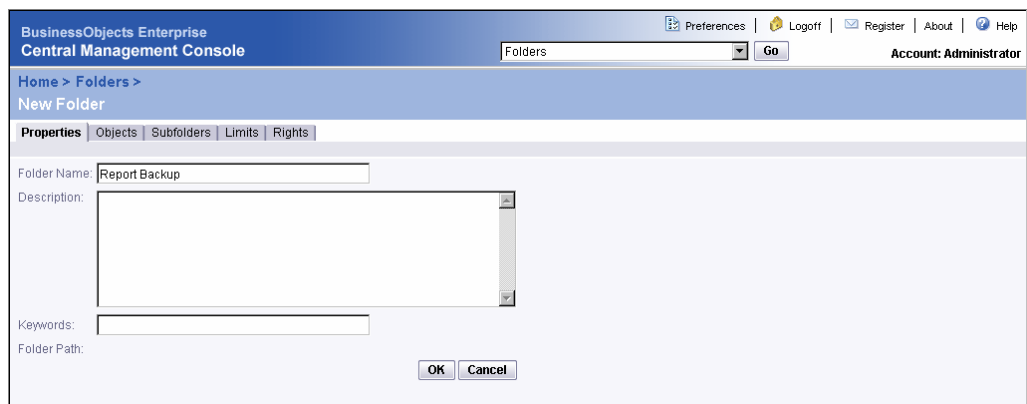 BusinessObjects Enterprise
Central Management Console
Preferences | Logoff | Register | About | Help
Folders Go Account: Administrator
Home > Folders >
New Folder
Properties Objects Subfolders Limits Rights
Folder Name: Report Backup
Description:
Keywords:
Folder Path:
OK Cancel